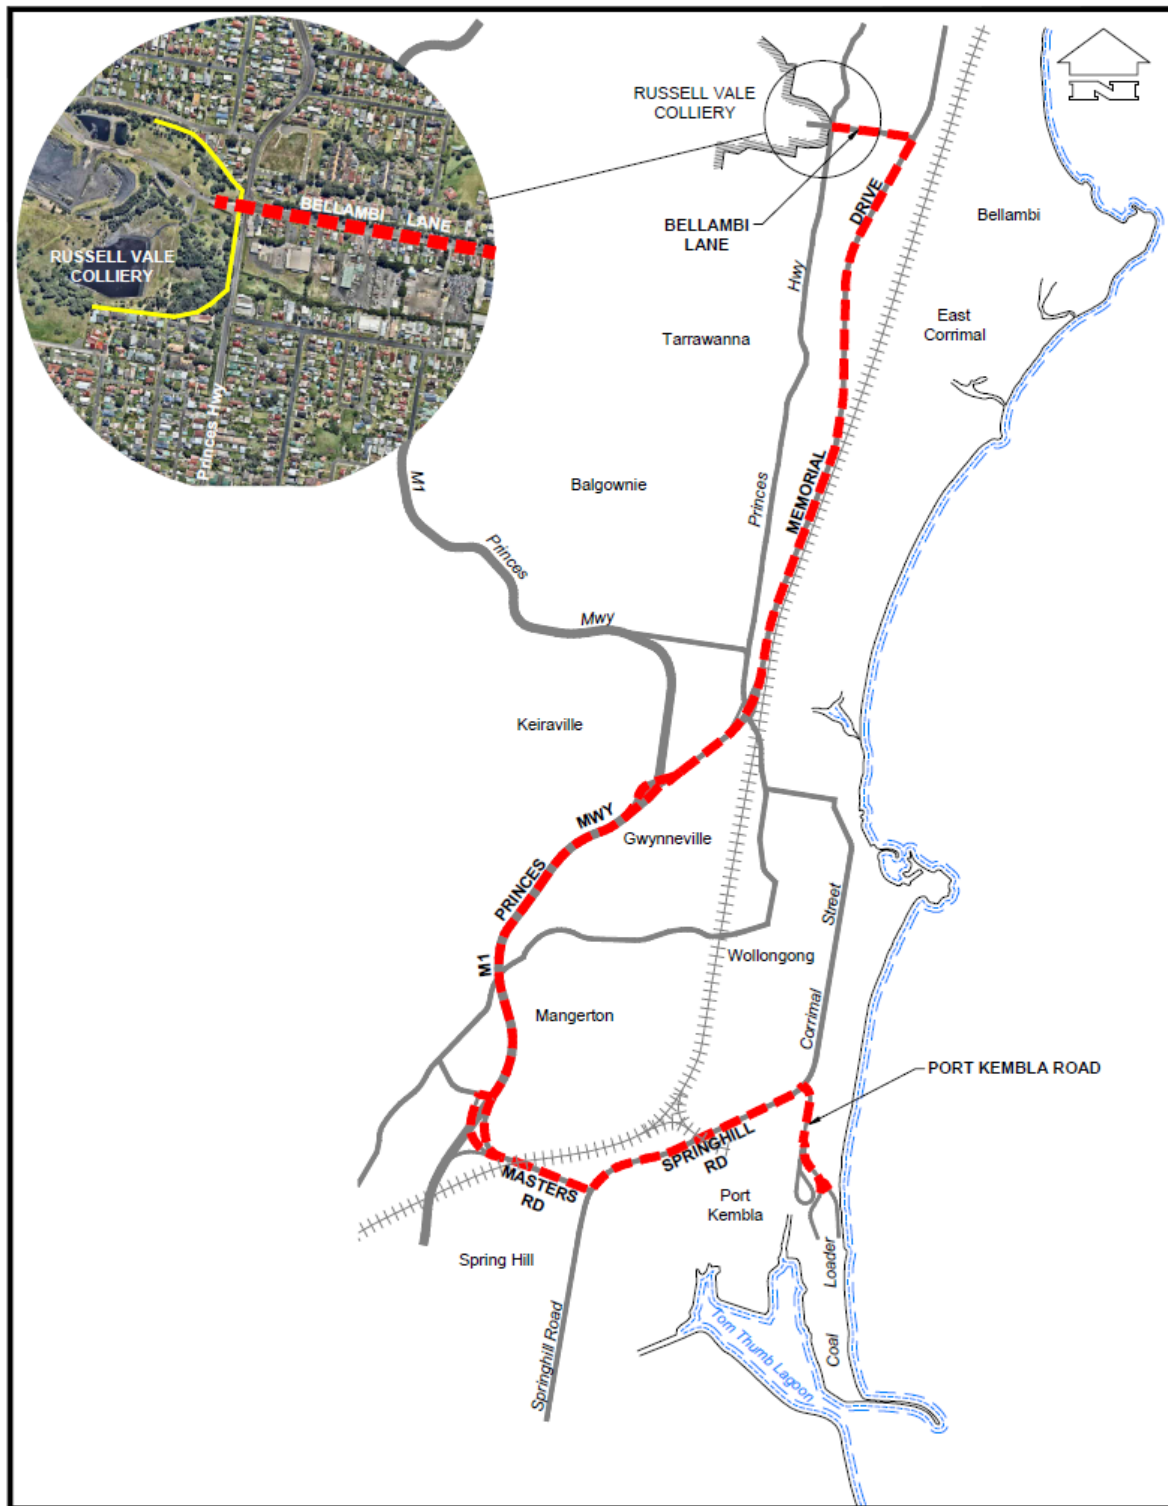 RUSSELL VALE
COLLIERY
BELLAMBI LANE
RUSSELL VALE
COLLIERY
Princes Hwy
N
BELLAMBI
LANE
DRIVE
Bellambi
Hwy
East
Corrimal
Tarrawanna
M1
Balgownie
Princes
MEMORIAL
Princes
Mwy
Keiraville
MWY
Gwynneville
PRINCES
Street
M1
Wollongong
Mangerton
Corrimal
PORT KEMBLA ROAD
SPRINGHILL
RD
MASTERS
RD
Port
Kembla
Spring Hill
Loader
Springhill Road
Coal
Tom Thumb Lagoon